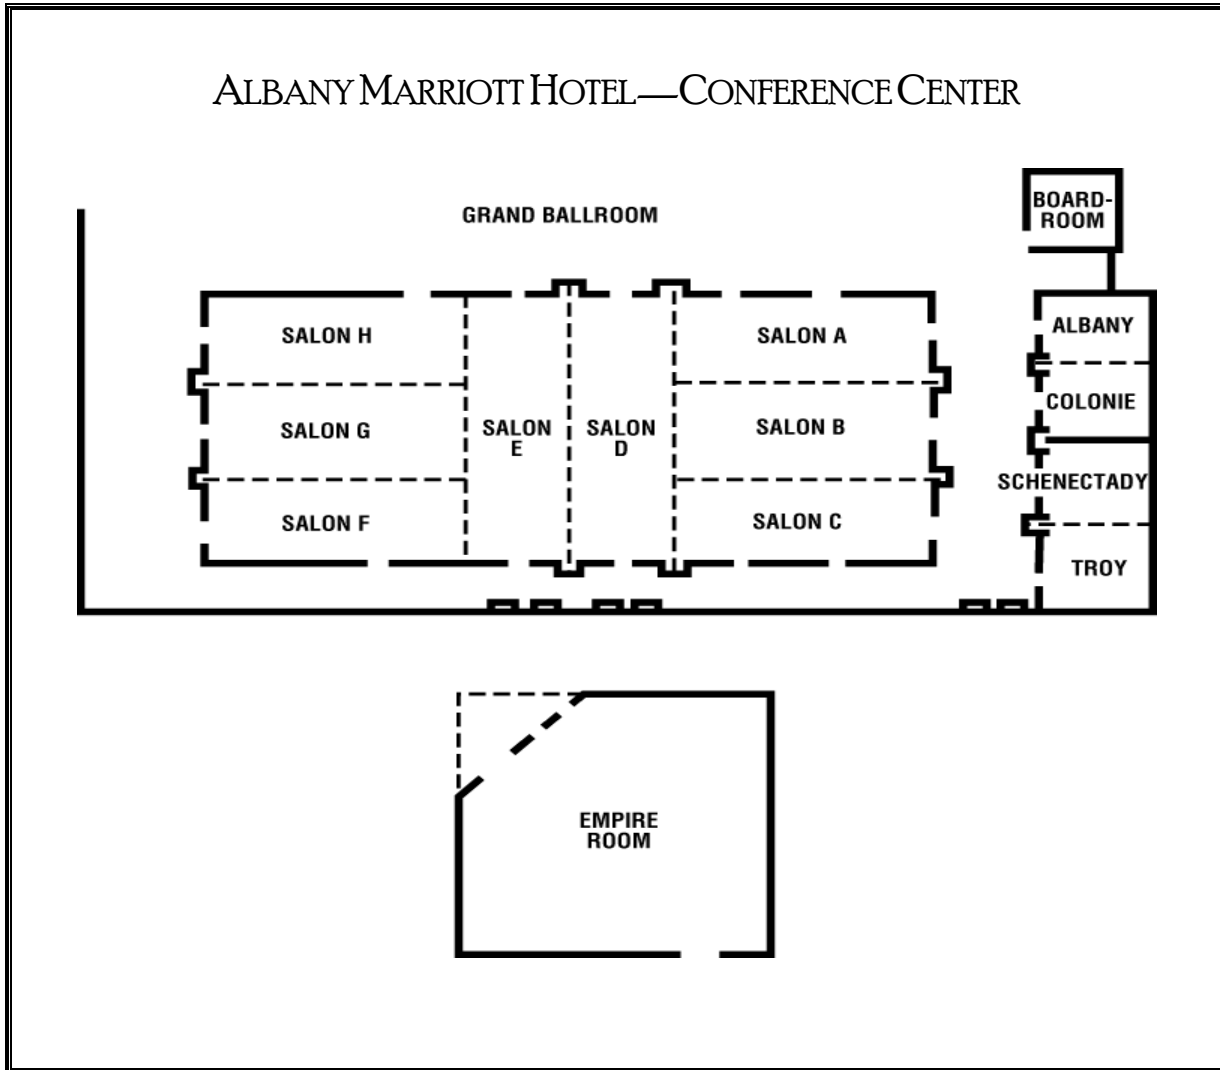 ALBANY MARRIOTT HOTEL—CONFERENCE CENTER
GRAND BALLROOM
BOARD-
ROOM
SALON H
SALON A
ALBANY
COLONIE
SALON G
SALON
E
SALON
D
SALON B
SCHENECTADY
SALON F
SALON C
TROY
EMPIRE
ROOM